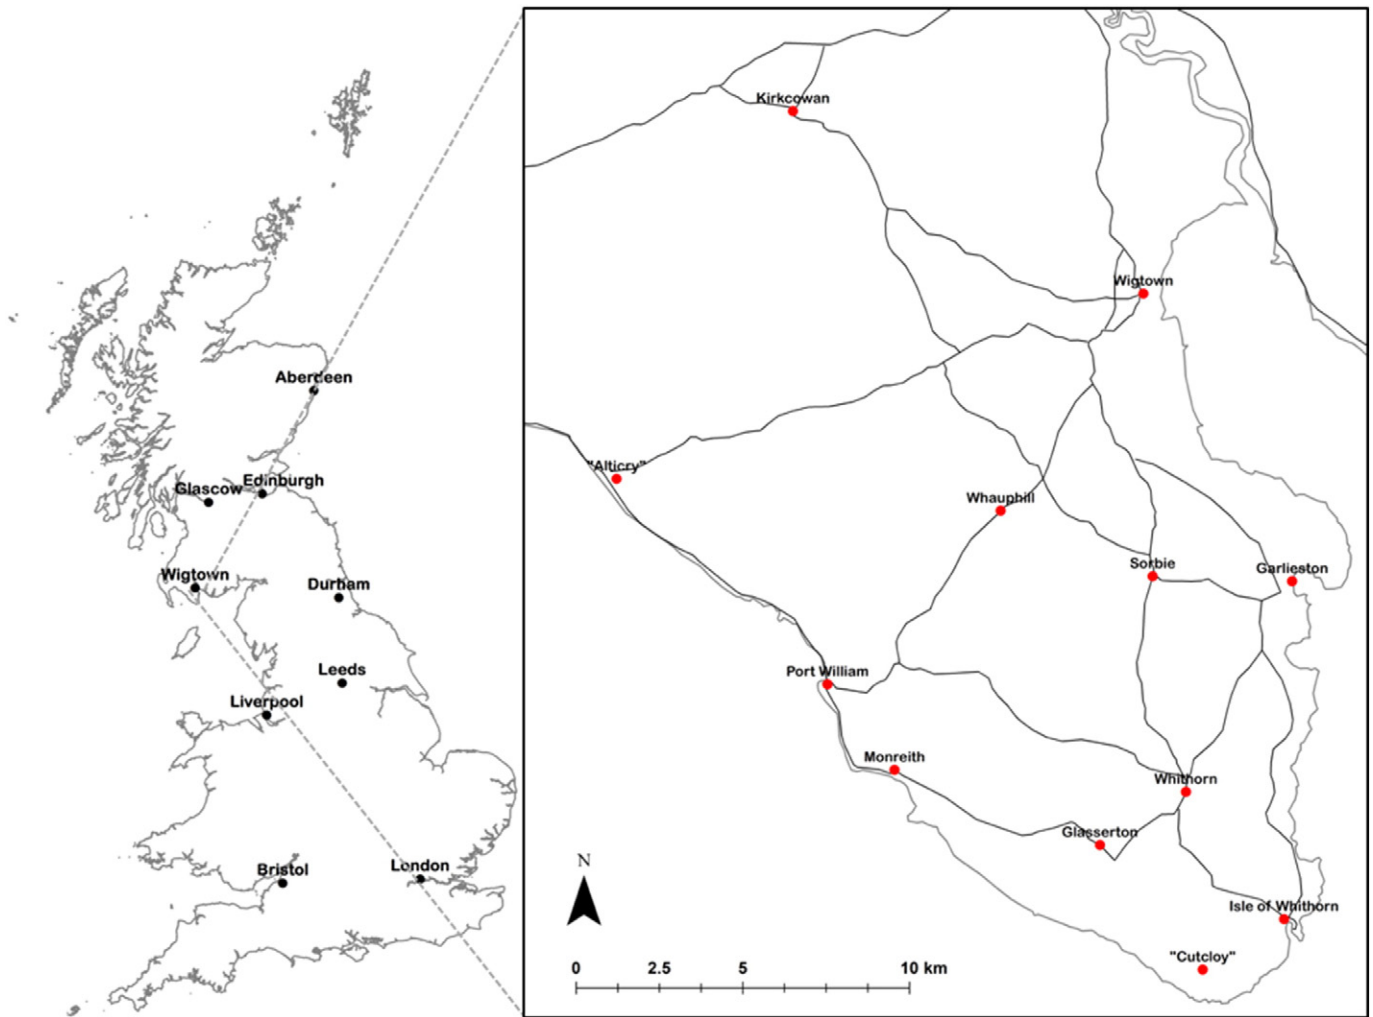 Aberdeen
Edinburgh
Glascow
Wigtown
Durham
Leeds
Liverpool
Bristol
London
Kirkcowan
Wigtown
"Alticry"
Whauphill
Sorbie
Garlieston
Port William
Monreith
Whithorn
Glasserton
Isle of Whithorn
"Cutcloy"
N
0 2.5 5 10 km